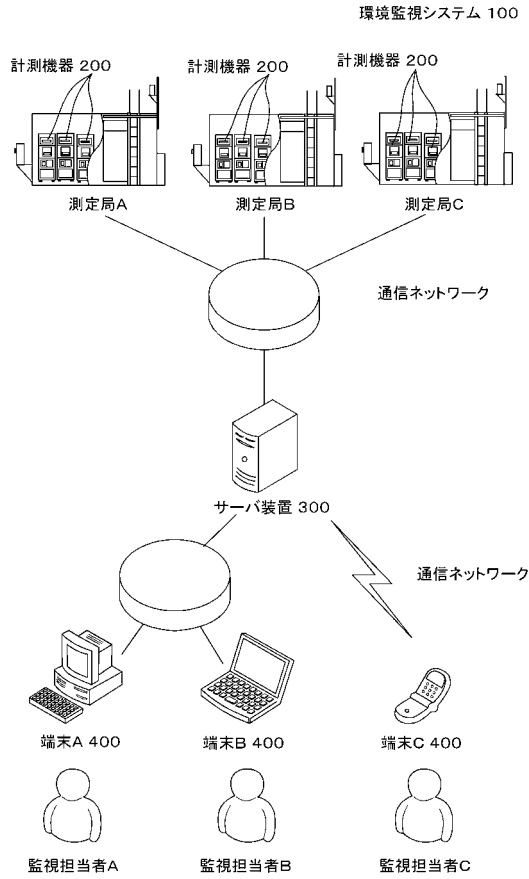 環境監視システム 100
計測機器 200
計測機器 200
計測機器 200
測定局A
測定局B
測定局C
通信ネットワーク
サーバ装置 300
通信ネットワーク
端末A 400
端末B 400
端末C 400
監視担当者A
監視担当者B
監視担当者C